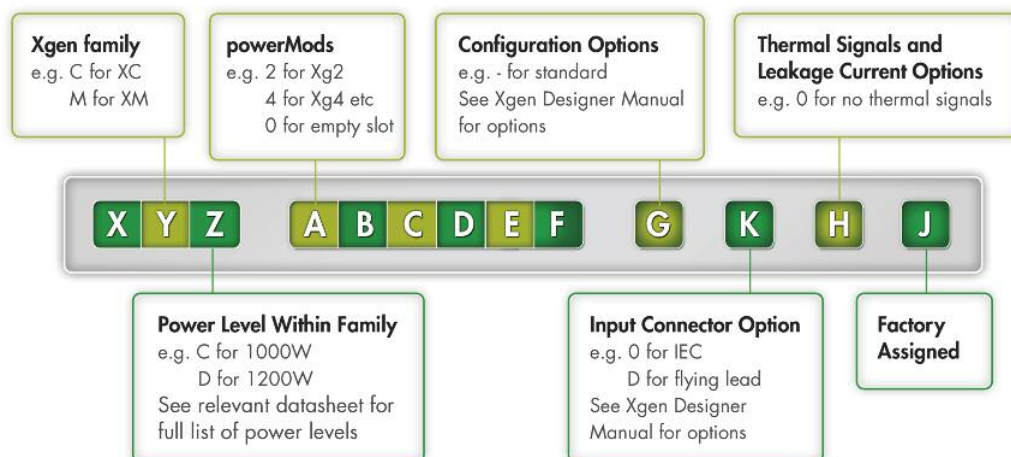 Xgen family
e.g. C for XC
M for XM
powerMods
e.g. 2 for Xg2
4 for Xg4 etc
0 for empty slot
Configuration Options
e.g. - for standard
See Xgen Designer Manual
for options
Thermal Signals and
Leakage Current Options
e.g. 0 for no thermal signals
X Y Z A B C D E F G K H J
Power Level Within Family
e.g. C for 1000W
D for 1200W
See relevant datasheet for
full list of power levels
Input Connector Option
e.g. 0 for IEC
D for flying lead
See Xgen Designer
Manual for options
Factory
Assigned